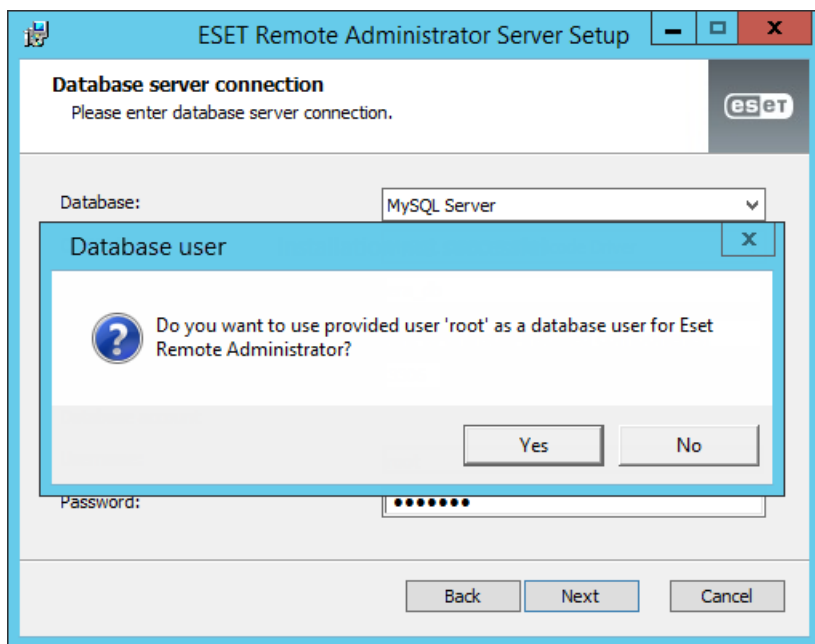 ESET Remote Administrator Server Setup
Database server connection
Please enter database server connection.
eseT
Database:
MySQL Server
Database user
Do you want to use provided user 'root' as a database user for Eset
Remote Administrator?
Yes
No
Password:
Back
Next
Cancel